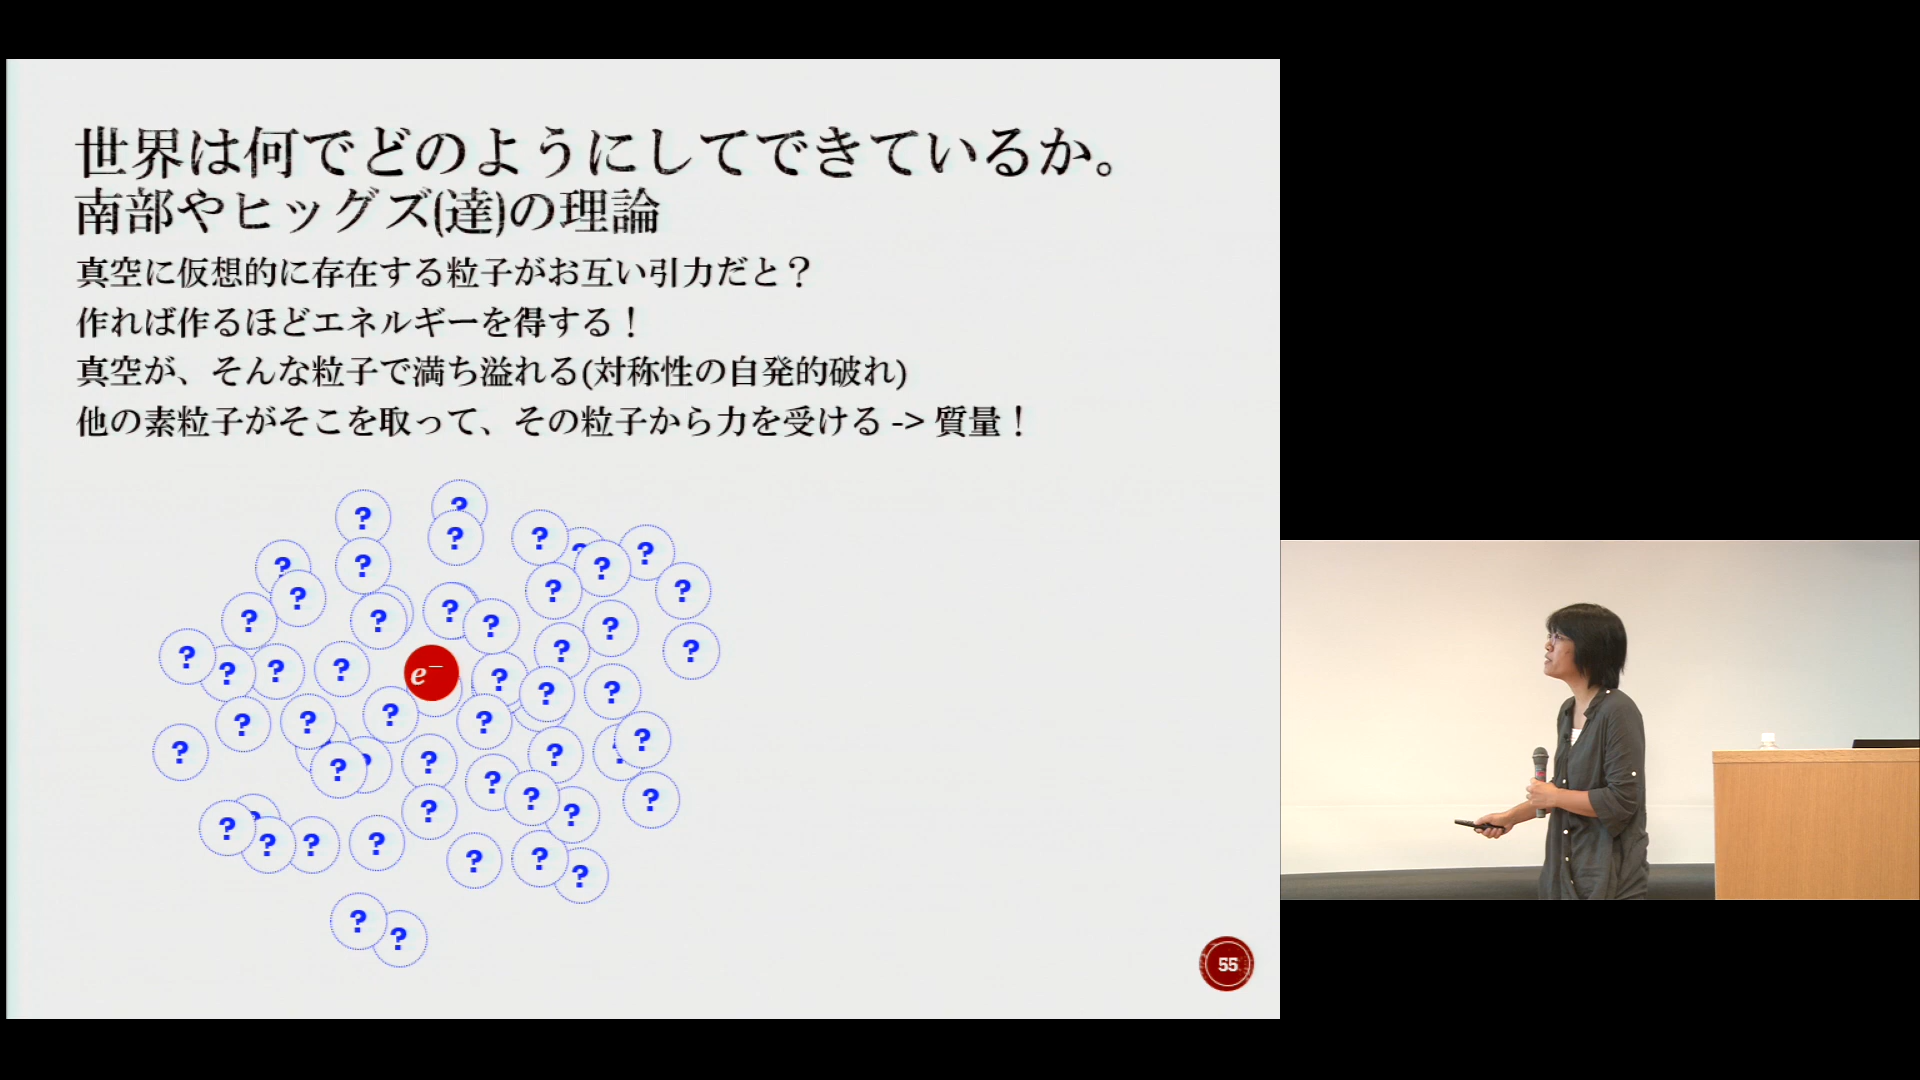 世界は何でどのようにしてできているか。
南部やヒッグズ(達)の理論
真空に仮想的に存在する粒子がお互い引力だと？
作れば作るほどエネルギーを得する！
真空が、そんな粒子で満ち溢れる(対称性の自発的破れ)
他の素粒子がそこを取って、その粒子から力を受ける -> 質量！
? ? ? ? ? ? ? ? ? ? ? ? ? ? ? ? ? ? ? ? ? ? ? ? ? ? ? ? ? ? ? ? ? ? ? ? ? ? ? ? ? ? ? ? ? ? ? ? ? ? ? ?
e⁻
55